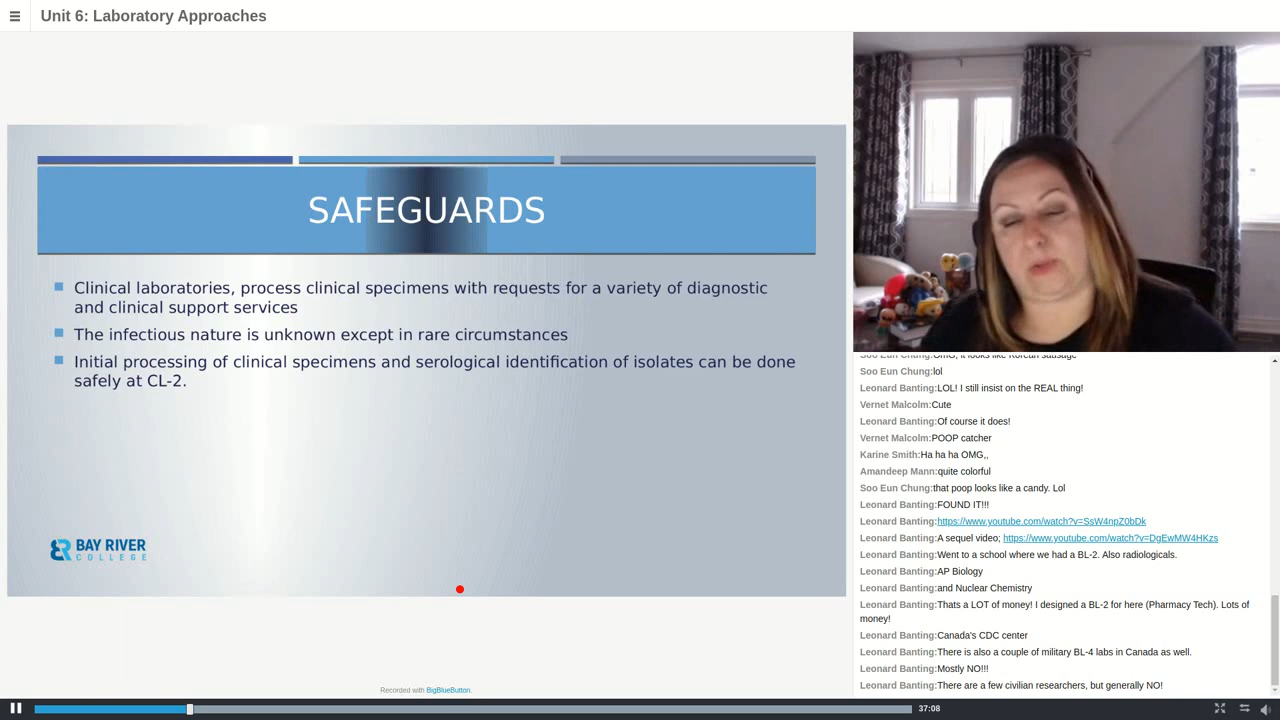 Unit 6: Laboratory Approaches
SAFEGUARDS
Clinical laboratories, process clinical specimens with requests for a variety of diagnostic
and clinical support services
The infectious nature is unknown except in rare circumstances
Initial processing of clinical specimens and serological identification of isolates can be done
safely at CL-2.
BAY RIVER
COLLEGE
Recorded with BigBlueButton.
Soo Eun Chung:OmG, it looks like Korean sausage
Soo Eun Chung:lol
Leonard Banting:LOL! I still insist on the REAL thing!
Vernet Malcolm:Cute
Leonard Banting:Of course it does!
Vernet Malcolm:POOP catcher
Karine Smith:Ha ha ha OMG,,
Amandeep Mann:quite colorful
Soo Eun Chung:that poop looks like a candy. Lol
Leonard Banting:FOUND IT!!!
Leonard Banting:https://www.youtube.com/watch?v=SsW4npZ0bDk
Leonard Banting:A sequel video; https://www.youtube.com/watch?v=DgEwMW4HKzs
Leonard Banting:Went to a school where we had a BL-2. Also radiologicals.
Leonard Banting:AP Biology
Leonard Banting:and Nuclear Chemistry
Leonard Banting:Thats a LOT of money! I designed a BL-2 for here (Pharmacy Tech). Lots of
money!
Leonard Banting:Canada's CDC center
Leonard Banting:There is also a couple of military BL-4 labs in Canada as well.
Leonard Banting:Mostly NO!!!
Leonard Banting:There are a few civilian researchers, but generally NO!
37:08